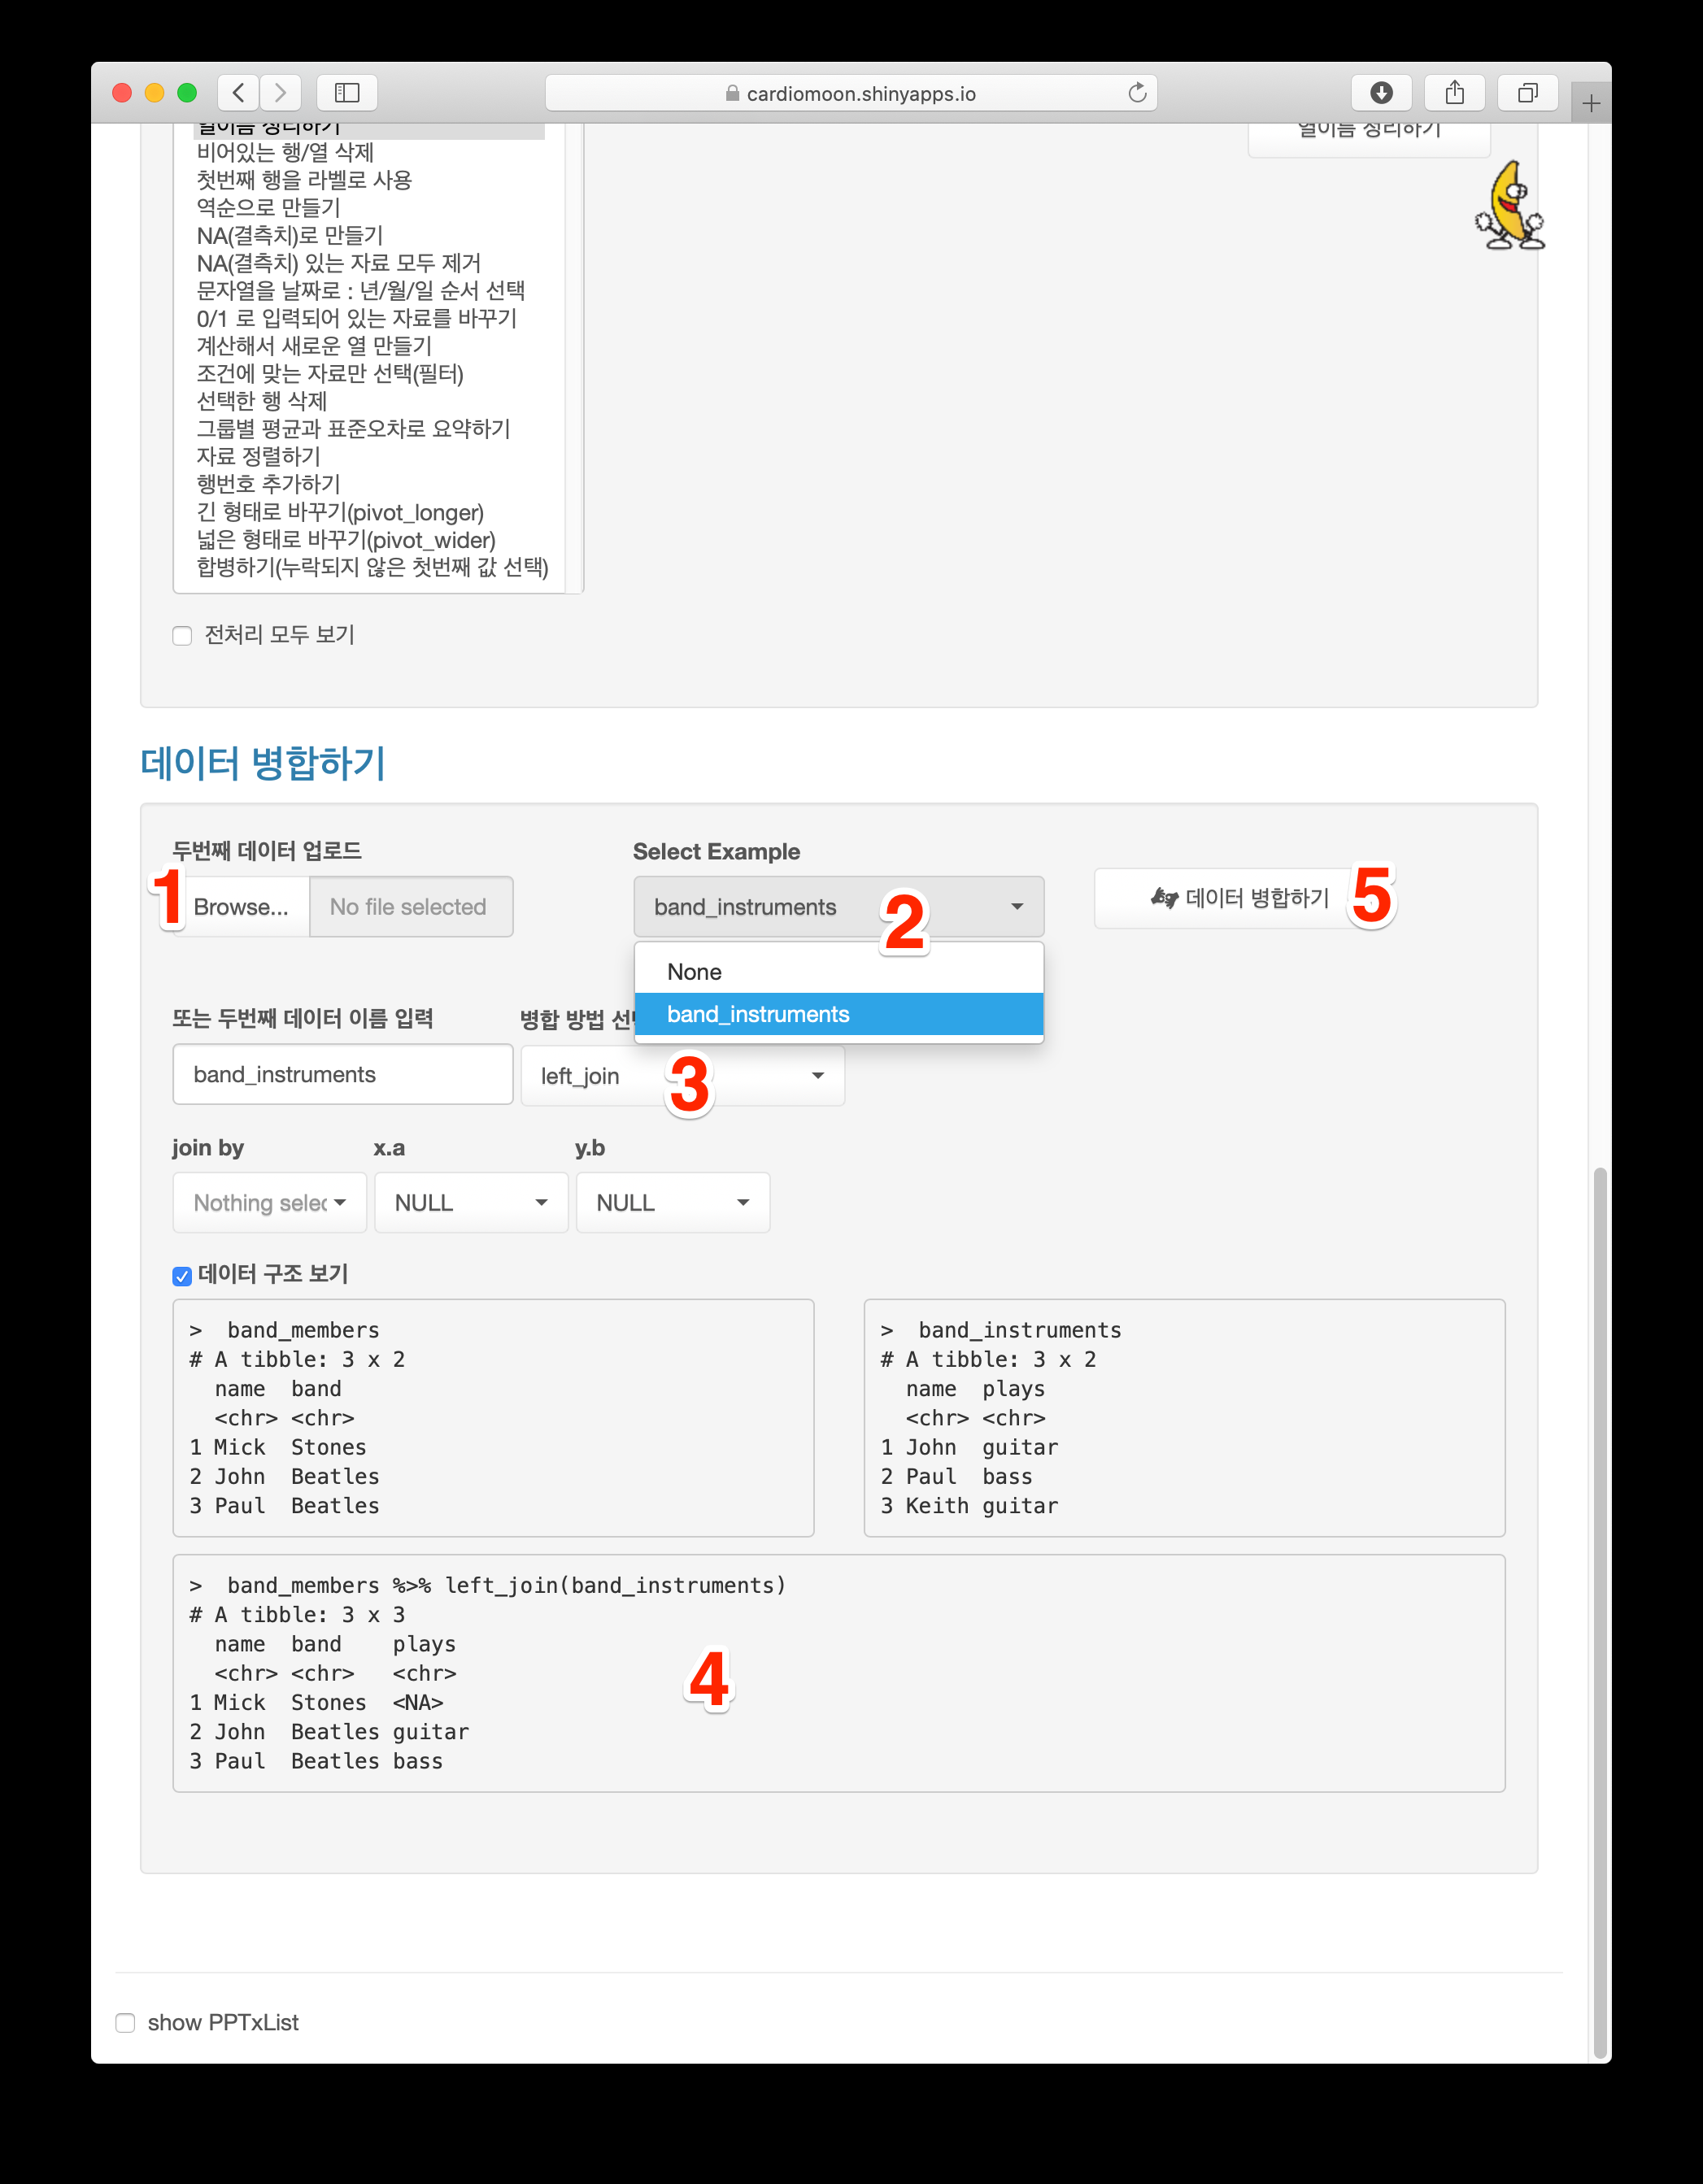 cardiomoon.shinyapps.io
열이름 정리하기
열이름 정리하기
비어있는 행/열 삭제
첫번째 행을 라벨로 사용
역순으로 만들기
NA(결측치)로 만들기
NA(결측치) 있는 자료 모두 제거
문자열을 날짜로 : 년/월/일 순서 선택
0/1 로 입력되어 있는 자료를 바꾸기
계산해서 새로운 열 만들기
조건에 맞는 자료만 선택(필터)
선택한 행 삭제
그룹별 평균과 표준오차로 요약하기
자료 정렬하기
행번호 추가하기
긴 형태로 바꾸기(pivot_longer)
넓은 형태로 바꾸기(pivot_wider)
합병하기(누락되지 않은 첫번째 값 선택)
전처리 모두 보기
데이터 병합하기
두번째 데이터 업로드
Select Example
1 Browse... No file selected
band_instruments 2
데이터 병합하기 5
None
band_instruments
또는 두번째 데이터 이름 입력
병합 방법
band_instruments
left_join 3
join by x.a y.b
Nothing selec NULL NULL
데이터 구조 보기
> band_members
# A tibble: 3 x 2
name band
<chr> <chr>
1 Mick Stones
2 John Beatles
3 Paul Beatles
> band_instruments
# A tibble: 3 x 2
name plays
<chr> <chr>
1 John guitar
2 Paul bass
3 Keith guitar
> band_members %>% left_join(band_instruments)
# A tibble: 3 x 3
name band plays
<chr> <chr> <chr>
1 Mick Stones <NA>
2 John Beatles guitar
3 Paul Beatles bass
4
show PPTxList